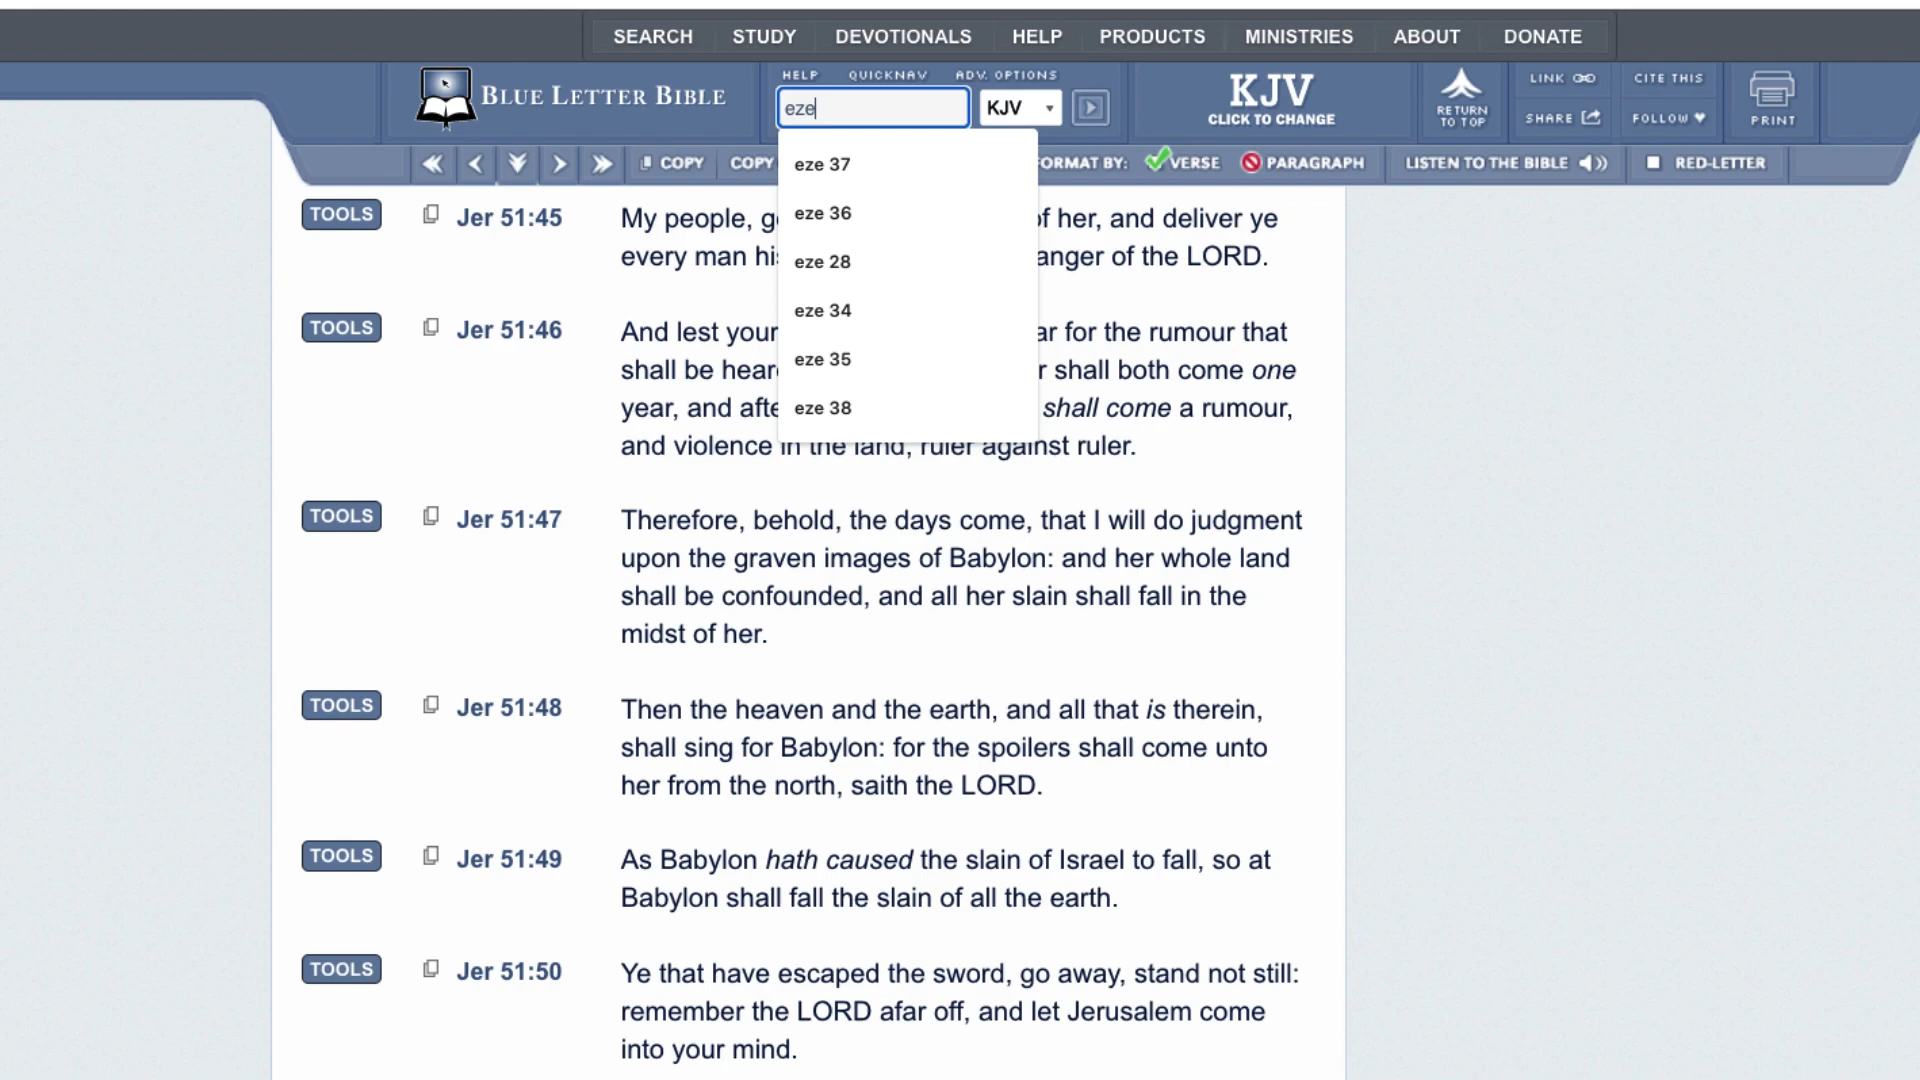 SEARCH STUDY DEVOTIONALS HELP PRODUCTS MINISTRIES ABOUT DONATE
BLUE LETTER BIBLE
HELP QUICKNAV ADV. OPTIONS
eze KJV
KJV
CLICK TO CHANGE
RETURN
TO TOP
LINK
SHARE
CITE THIS
FOLLOW
PRINT
COPY COPY FORMAT BY: VERSE PARAGRAPH LISTEN TO THE BIBLE RED-LETTER
eze 37
eze 36
eze 28
eze 34
eze 35
eze 38
TOOLS Jer 51:45 My people, of her, and deliver ye
every man anger of the LORD.
TOOLS Jer 51:46 And lest your for the rumour that
shall be shall both come one
year, and shall come a rumour,
and violence in the land, ruler against ruler.
TOOLS Jer 51:47 Therefore, behold, the days come, that I will do judgment
upon the graven images of Babylon: and her whole land
shall be confounded, and all her slain shall fall in the
midst of her.
TOOLS Jer 51:48 Then the heaven and the earth, and all that is therein,
shall sing for Babylon: for the spoilers shall come unto
her from the north, saith the LORD.
TOOLS Jer 51:49 As Babylon hath caused the slain of Israel to fall, so at
Babylon shall fall the slain of all the earth.
TOOLS Jer 51:50 Ye that have escaped the sword, go away, stand not still:
remember the LORD afar off, and let Jerusalem come
into your mind.